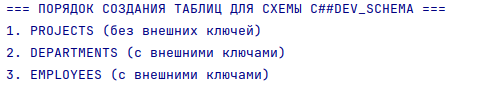 === ПОРЯДОК СОЗДАНИЯ ТАБЛИЦ ДЛЯ СХЕМЫ C##DEV_SCHEMA ===
1. PROJECTS (без внешних ключей)
2. DEPARTMENTS (с внешними ключами)
3. EMPLOYEES (с внешними ключами)